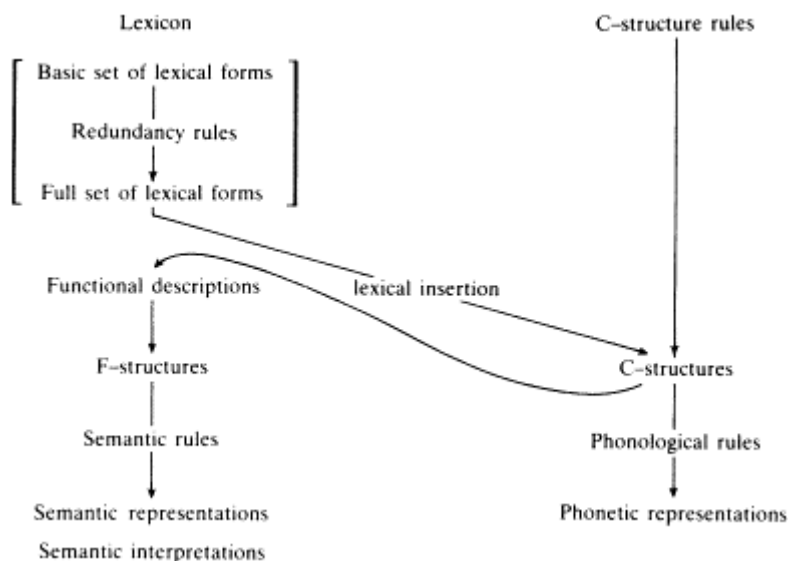 Lexicon
C-structure rules
Basic set of lexical forms
Redundancy rules
Full set of lexical forms
Functional descriptions
lexical insertion
F-structures
C-structures
Semantic rules
Phonological rules
Semantic representations
Phonetic representations
Semantic interpretations